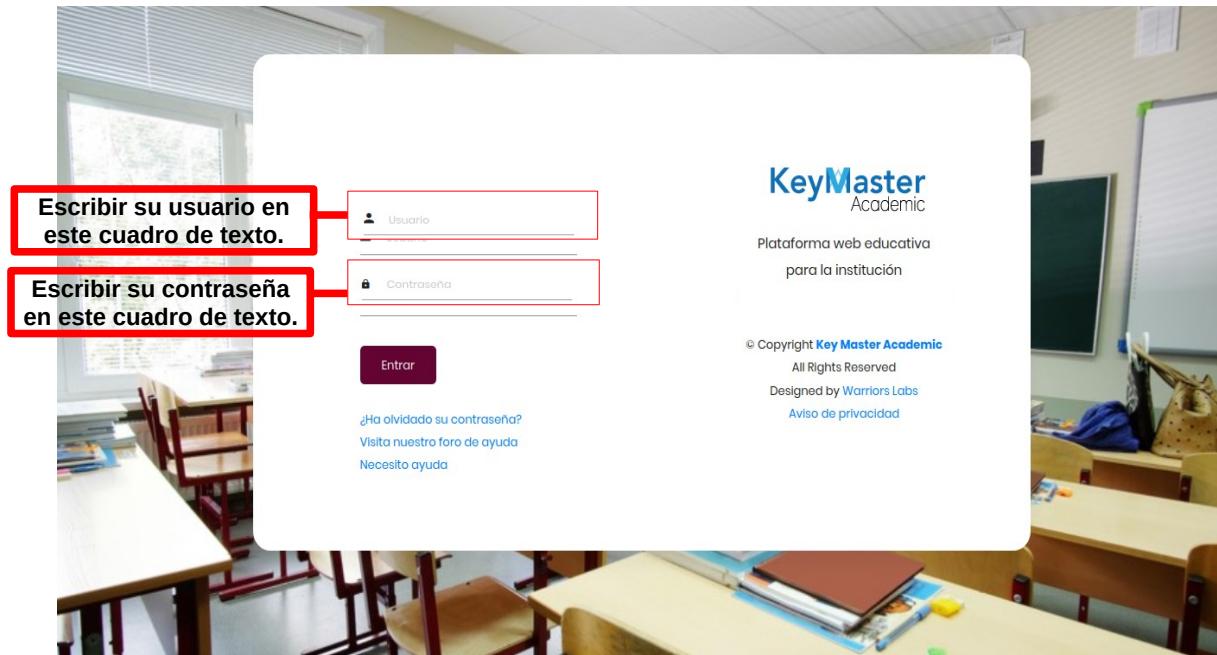 Escribir su usuario en
este cuadro de texto.
Escribir su contraseña
en este cuadro de texto.
Usuario
Contraseña
Entrar
¿Ha olvidado su contraseña?
Visita nuestro foro de ayuda
Necesito ayuda
KeyMaster
Academic
Plataforma web educativa
para la institución
© Copyright Key Master Academic
All Rights Reserved
Designed by Warriors Labs
Aviso de privacidad